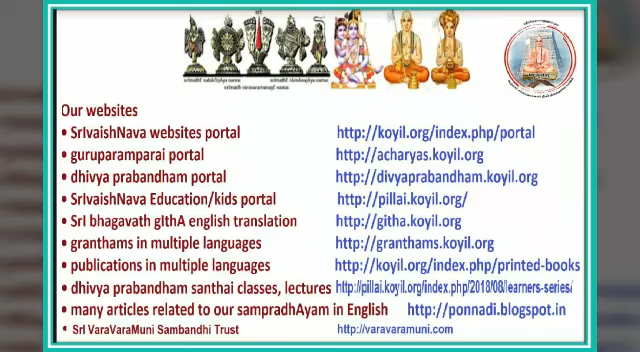 Our websites
• SrIvaishNava websites portal http://koyil.org/index.php/portal
• guruparamparai portal http://acharyas.koyil.org
• dhivya prabandham portal http://divyaprabandham.koyil.org
• SrIvaishNava Education/kids portal http://pillai.koyil.org/
• SrI bhagavath gIthA english translation http://githa.koyil.org
• granthams in multiple languages http://granthams.koyil.org
• publications in multiple languages http://koyil.org/index.php/printed-books
• dhivya prabandham santhai classes, lectures http://pillai.koyil.org/index.php/2018/08/learners-series/
• many articles related to our sampradhAyam in English http://ponnadi.blogspot.in
• SrI VaraVaraMuni Sambandhi Trust http://varavaramuni.com